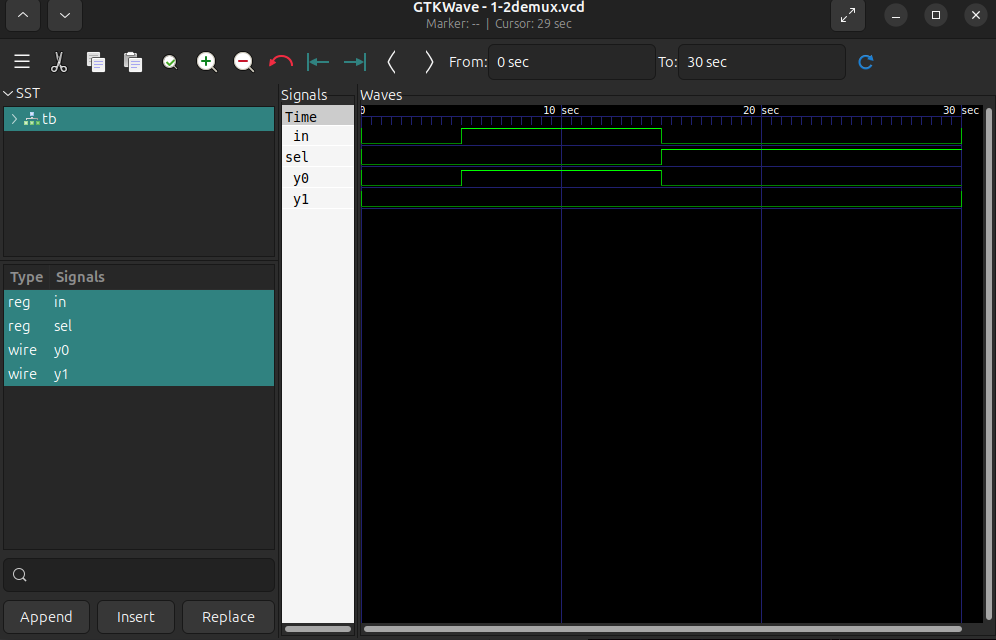 GTKWave - 1-2demux.vcd
Marker: -- | Cursor: 29 sec
From: 0 sec To: 30 sec
SST
tb
Type Signals
reg in
reg sel
wire y0
wire y1
Append Insert Replace
Signals
Time
in
sel
y0
y1
Waves
0 10 sec 20 sec 30 sec